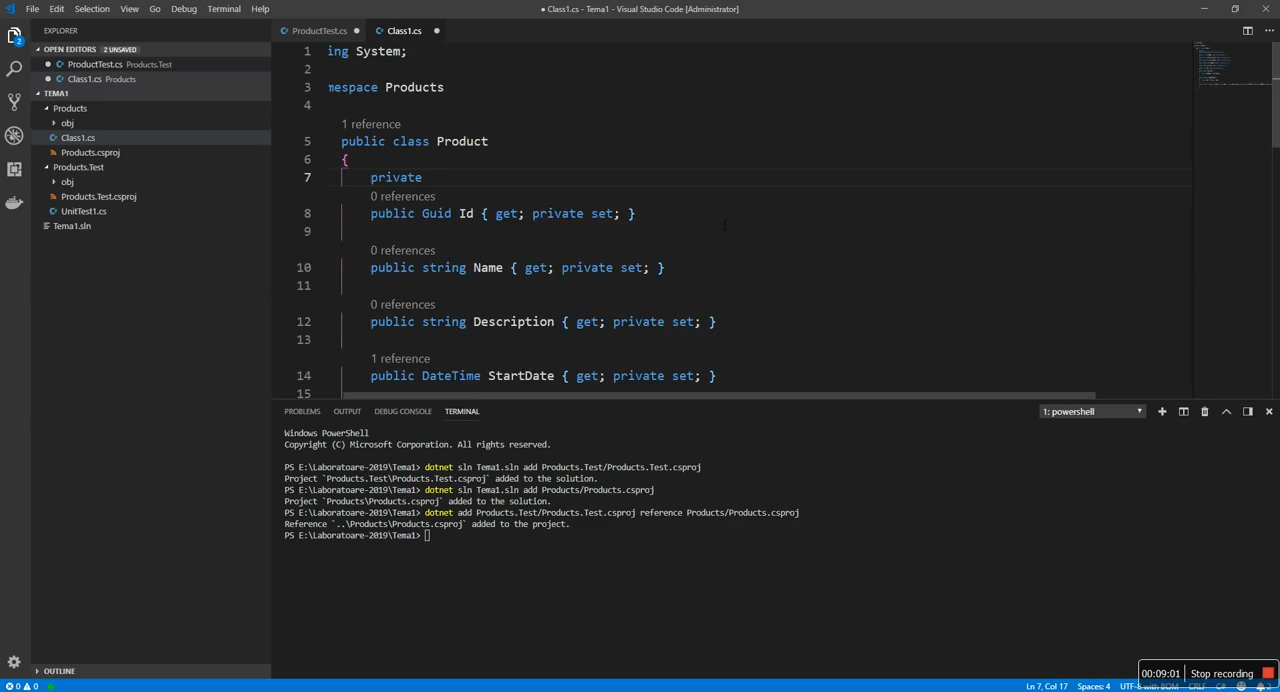 File Edit Selection View Go Debug Terminal Help
● Class1.cs - Tema1 - Visual Studio Code [Administrator]
EXPLORER
OPEN EDITORS 2 UNSAVED
ProductTest.cs Products.Test
Class1.cs Products
TEMA1
Products
obj
Class1.cs
Products.csproj
Products.Test
obj
Products.Test.csproj
UnitTest1.cs
Tema1.sln
OUTLINE
2
ProductTest.cs
Class1.cs
1 ing System;
2
3 mespace Products
4
1 reference
5 public class Product
6 {
7 private
0 references
8 public Guid Id { get; private set; }
9
0 references
10 public string Name { get; private set; }
11
0 references
12 public string Description { get; private set; }
13
1 reference
14 public DateTime StartDate { get; private set; }
15
PROBLEMS OUTPUT DEBUG CONSOLE TERMINAL
1: powershell
Windows PowerShell
Copyright (C) Microsoft Corporation. All rights reserved.
PS E:\Laboratoare-2019\Tema1> dotnet sln Tema1.sln add Products.Test/Products.Test.csproj
Project `Products.Test\Products.Test.csproj` added to the solution.
PS E:\Laboratoare-2019\Tema1> dotnet sln Tema1.sln add Products/Products.csproj
Project `Products\Products.csproj` added to the solution.
PS E:\Laboratoare-2019\Tema1> dotnet add Products.Test/Products.Test.csproj reference Products/Products.csproj
Reference `..\Products\Products.csproj` added to the project.
PS E:\Laboratoare-2019\Tema1>
00:09:01 Stop recording
0 0
Ln 7, Col 17 Spaces: 4